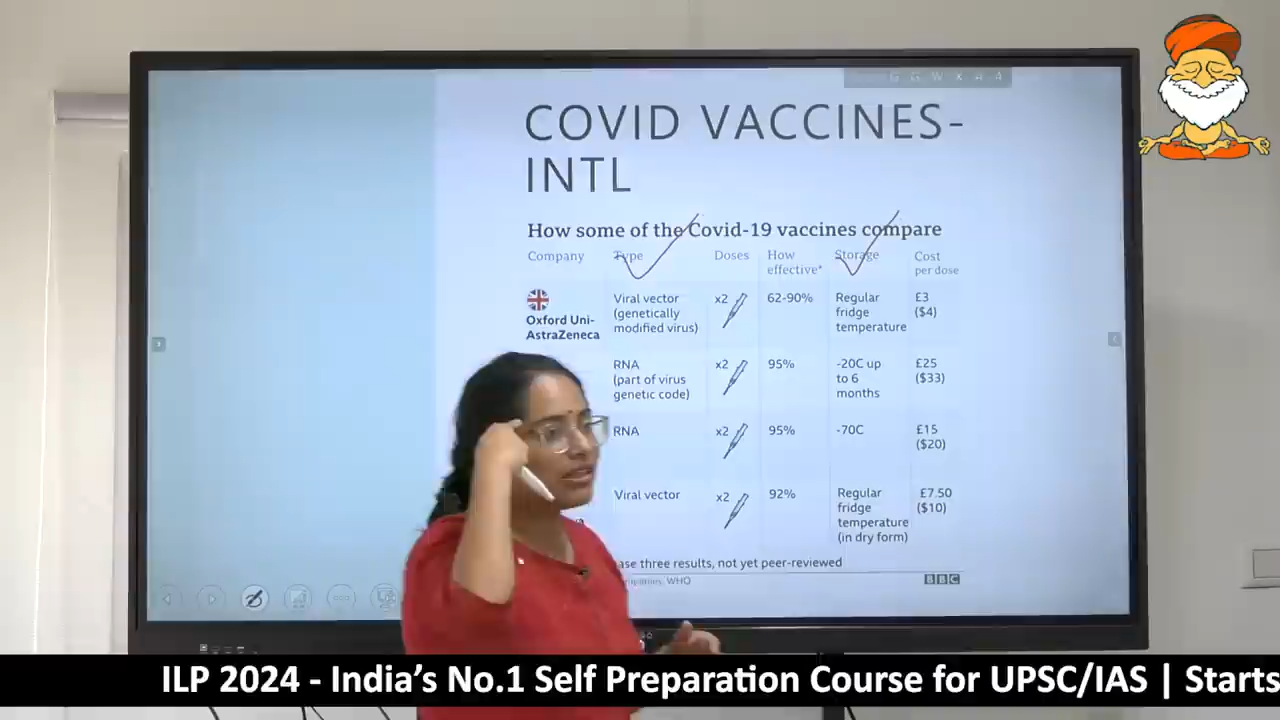 COVID VACCINES-
INTL
How some of the Covid-19 vaccines compare
Company Type Doses How effective* Storage Cost per dose
Oxford Uni-
AstraZeneca
Viral vector
(genetically
modified virus)
x2
62-90%
Regular
fridge
temperature
£3
($4)
RNA
(part of virus
genetic code)
x2
95%
-20C up
to 6
months
£25
($33)
RNA
x2
95%
-70C
£15
($20)
Viral vector
x2
92%
Regular
fridge
temperature
(in dry form)
£7.50
($10)
three results, not yet peer-reviewed
WHO
BBC
ILP 2024 - India's No.1 Self Preparation Course for UPSC/IAS | Starts